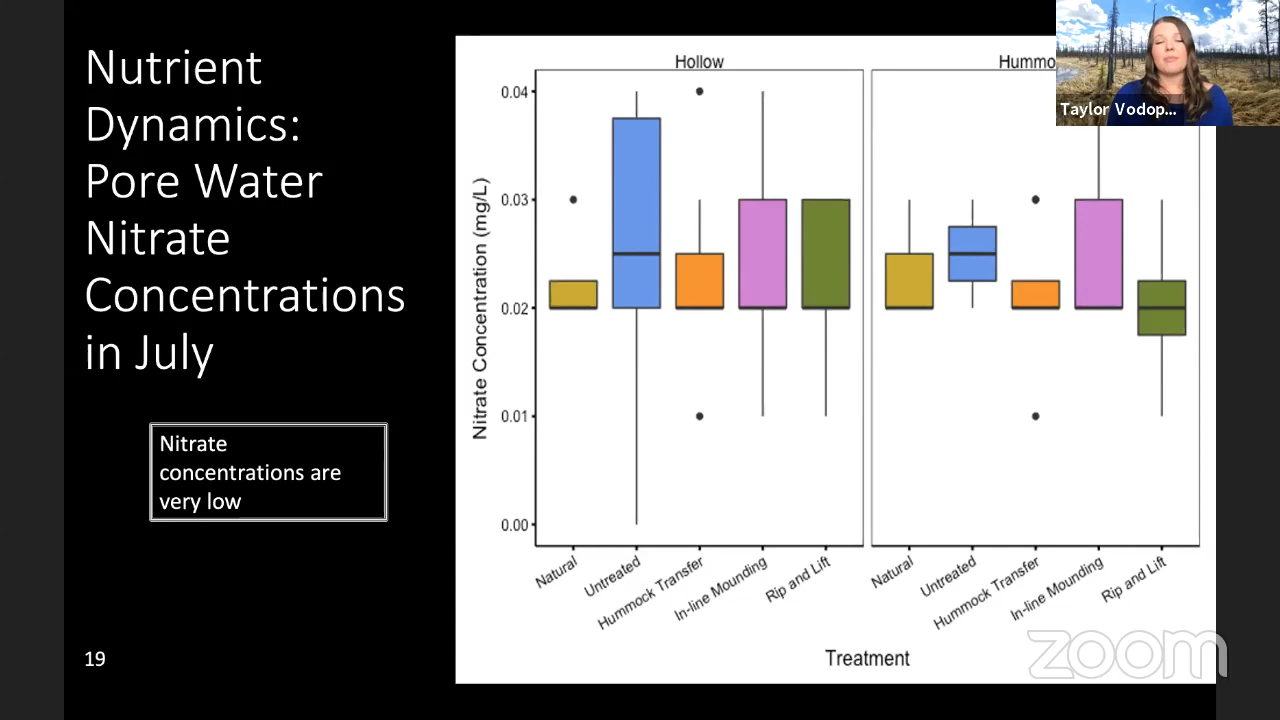 Nutrient
Dynamics:
Pore Water
Nitrate
Concentrations
in July
Nitrate
concentrations are
very low
19
Hollow
Hummo
Taylor Vodop...
Nitrate Concentration (mg/L)
0.04
0.03
0.02
0.01
0.00
Natural
Untreated
Hummock Transfer
In-line Mounding
Rip and Lift
Natural
Untreated
Hummock Transfer
In-line Mounding
Rip and Lift
Treatment
zoom